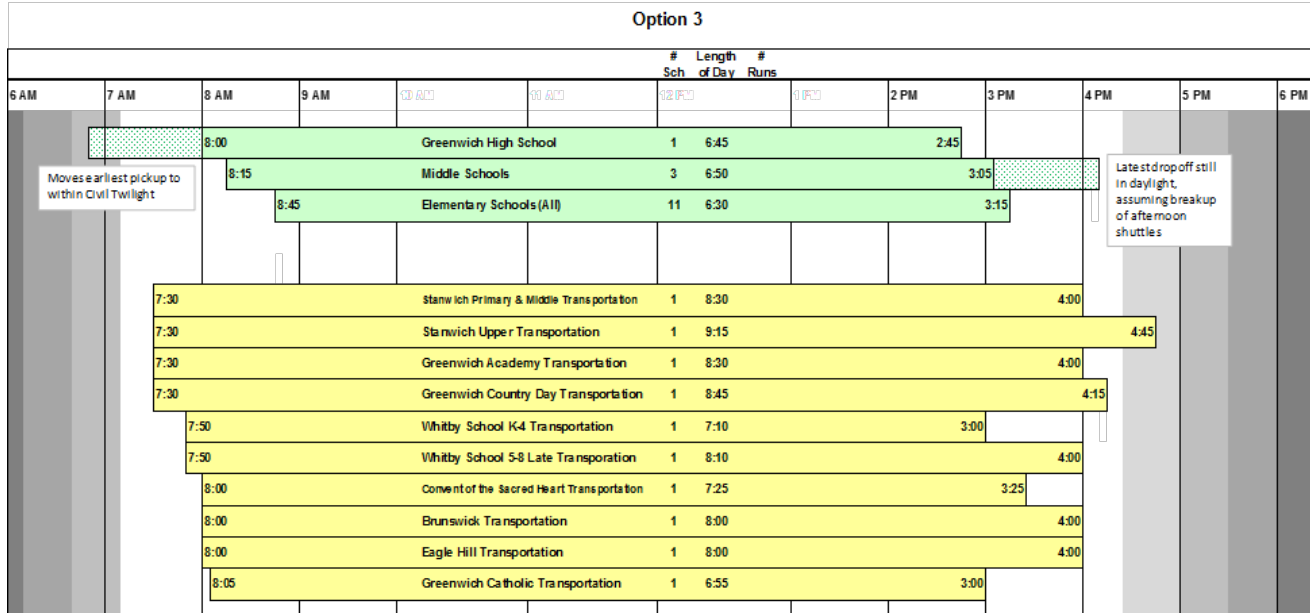 Option 3
# Length #
Sch of Day Runs
6 AM 7 AM 8 AM 9 AM 10 AM 11 AM 12 PM 1 PM 2 PM 3 PM 4 PM 5 PM 6 PM
8:00 Greenwich High School 1 6:45 2:45
8:15 Middle Schools 3 6:50 3:05
8:45 Elementary Schools (All) 11 6:30 3:15
Moves earliest pickup to
within Civil Twilight
Latest dropoff still
in daylight,
assuming breakup
of afternoon
shuttles
7:30 Stanwich Primary & Middle Transportation 1 8:30 4:00
7:30 Stanwich Upper Transportation 1 9:15 4:45
7:30 Greenwich Academy Transportation 1 8:30 4:00
7:30 Greenwich Country Day Transportation 1 8:45 4:15
7:50 Whitby School K-4 Transportation 1 7:10 3:00
7:50 Whitby School 5-8 Late Transporation 1 8:10 4:00
8:00 Convent of the Sacred Heart Transportation 1 7:25 3:25
8:00 Brunswick Transportation 1 8:00 4:00
8:00 Eagle Hill Transportation 1 8:00 4:00
8:05 Greenwich Catholic Transportation 1 6:55 3:00